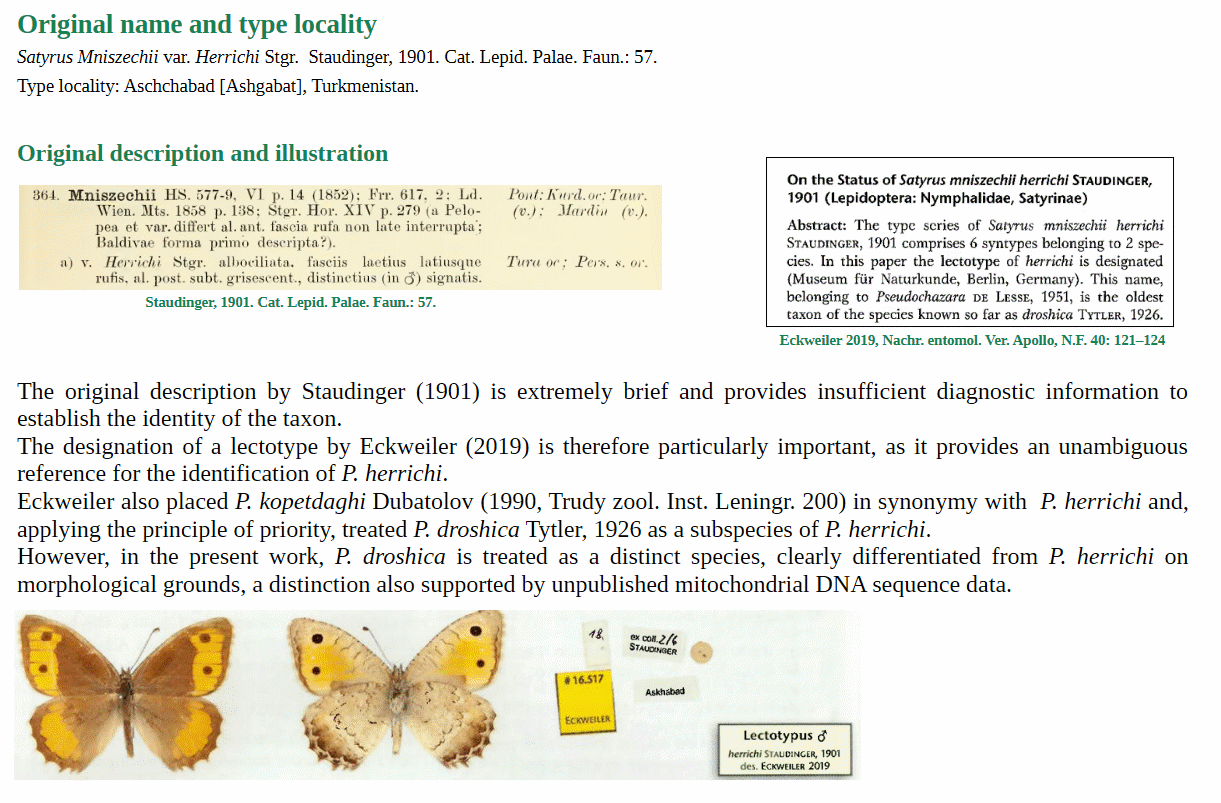 Original name and type locality
Satyrus Mniszechii var. Herrichi Stgr. Staudinger, 1901. Cat. Lepid. Palae. Faun.: 57.
Type locality: Aschchabad [Ashgabat], Turkmenistan.
Original description and illustration
364. Mniszechii HS. 577-9, VI p. 14 (1852); Frr. 617, 2; Ld.
Wien. Mts. 1858 p. 138; Stgr. Hor. XIV p. 279 (a Pelo-
pea et var. differt al. ant. fascia rufa non late interrupta;
Baldivae forma primo descripta?).
Pont; Kurd. oc; Taur.
(v.); Mardin (v.).
a) v. Herrichi Stgr. albociliata, fasciis laetius latiusque
rufis, al. post. subt. grisescent., distinctius (in ♂) signatis.
Tura oc; Pers. s. or.
Staudinger, 1901. Cat. Lepid. Palae. Faun.: 57.
On the Status of Satyrus mniszechii herrichi STAUDINGER,
1901 (Lepidoptera: Nymphalidae, Satyrinae)
Abstract: The type series of Satyrus mniszechii herrichi
STAUDINGER, 1901 comprises 6 syntypes belonging to 2 spe-
cies. In this paper the lectotype of herrichi is designated
(Museum für Naturkunde, Berlin, Germany). This name,
belonging to Pseudochazara DE LESSE, 1951, is the oldest
taxon of the species known so far as droshica TYTLER, 1926.
Eckweiler 2019, Nachr. entomol. Ver. Apollo, N.F. 40: 121–124
The original description by Staudinger (1901) is extremely brief and provides insufficient diagnostic information to
establish the identity of the taxon.
The designation of a lectotype by Eckweiler (2019) is therefore particularly important, as it provides an unambiguous
reference for the identification of P. herrichi.
Eckweiler also placed P. kopetdaghi Dubatolov (1990, Trudy zool. Inst. Leningr. 200) in synonymy with P. herrichi and,
applying the principle of priority, treated P. droshica Tytler, 1926 as a subspecies of P. herrichi.
However, in the present work, P. droshica is treated as a distinct species, clearly differentiated from P. herrichi on
morphological grounds, a distinction also supported by unpublished mitochondrial DNA sequence data.
18.
ex coll. 2/6
STAUDINGER
# 16.517
ECKWEILER
Askhabad
Lectotypus ♂
herrichi STAUDINGER, 1901
des. ECKWEILER 2019